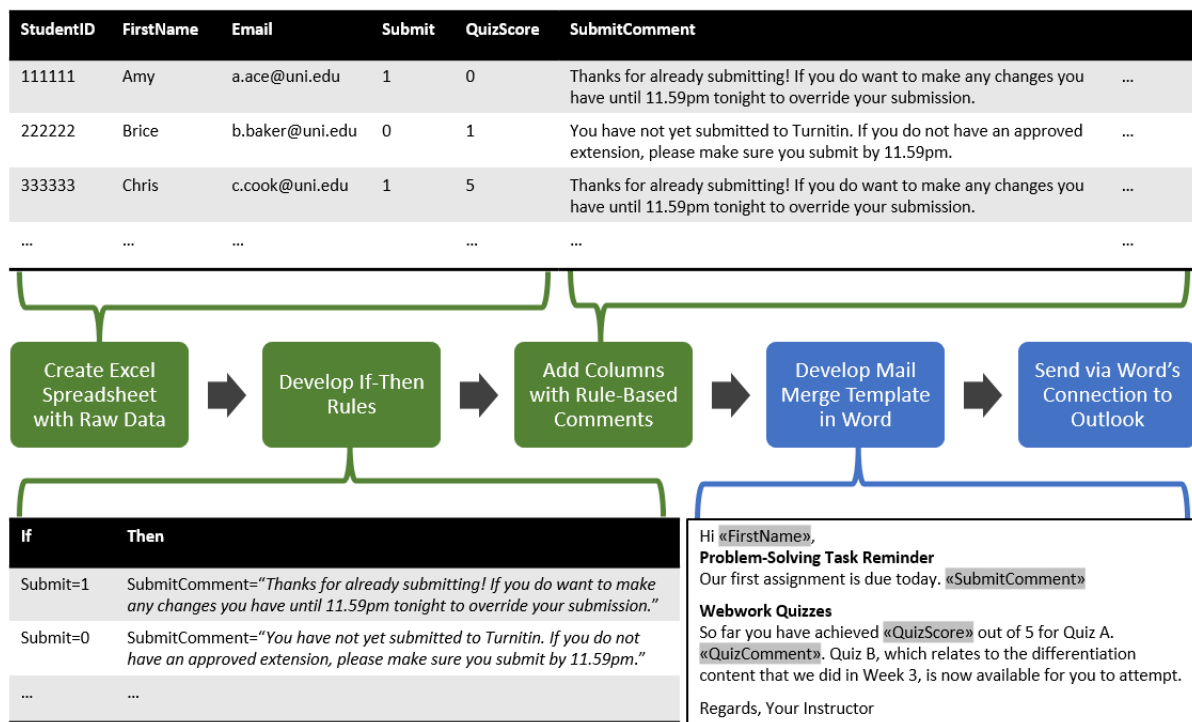 StudentID FirstName Email Submit QuizScore SubmitComment
111111 Amy a.ace@uni.edu 1 0 Thanks for already submitting! If you do want to make any changes you ...
have until 11.59pm tonight to override your submission.
222222 Brice b.baker@uni.edu 0 1 You have not yet submitted to Turnitin. If you do not have an approved ...
extension, please make sure you submit by 11.59pm.
333333 Chris c.cook@uni.edu 1 5 Thanks for already submitting! If you do want to make any changes you ...
have until 11.59pm tonight to override your submission.
... ... ... ... ... ...
Create Excel
Spreadsheet
with Raw Data
Develop If-Then
Rules
Add Columns
with Rule-Based
Comments
Develop Mail
Merge Template
in Word
Send via Word’s
Connection to
Outlook
If Then
Submit=1 SubmitComment=“Thanks for already submitting! If you do want to make
any changes you have until 11.59pm tonight to override your submission.”
Submit=0 SubmitComment=“You have not yet submitted to Turnitin. If you do not
have an approved extension, please make sure you submit by 11.59pm.”
... ...
Hi «FirstName»,
Problem-Solving Task Reminder
Our first assignment is due today. «SubmitComment»
Webwork Quizzes
So far you have achieved «QuizScore» out of 5 for Quiz A.
«QuizComment». Quiz B, which relates to the differentiation
content that we did in Week 3, is now available for you to attempt.
Regards, Your Instructor